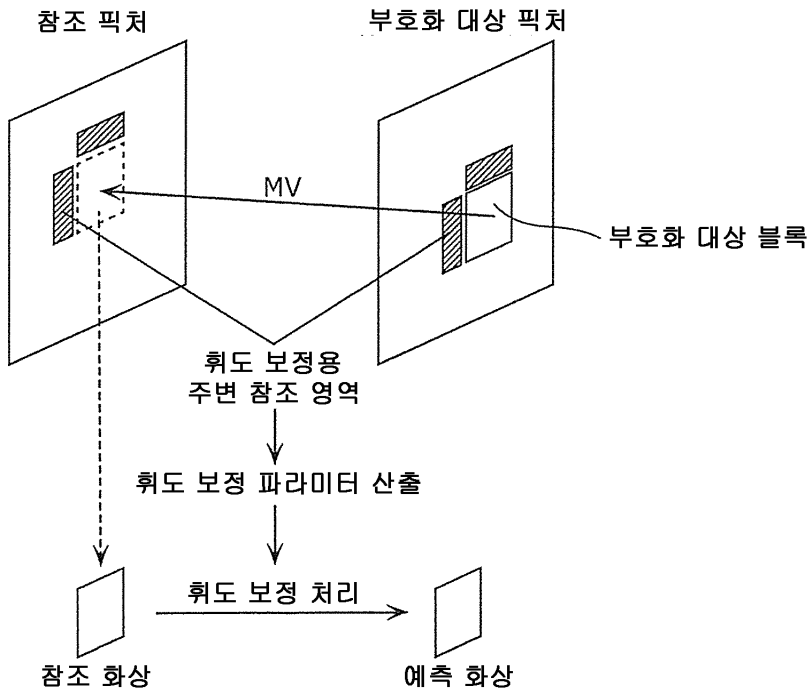 참조 픽처
부호화 대상 픽처
MV
부호화 대상 블록
휘도 보정용
주변 참조 영역
휘도 보정 파라미터 산출
휘도 보정 처리
참조 화상
예측 화상